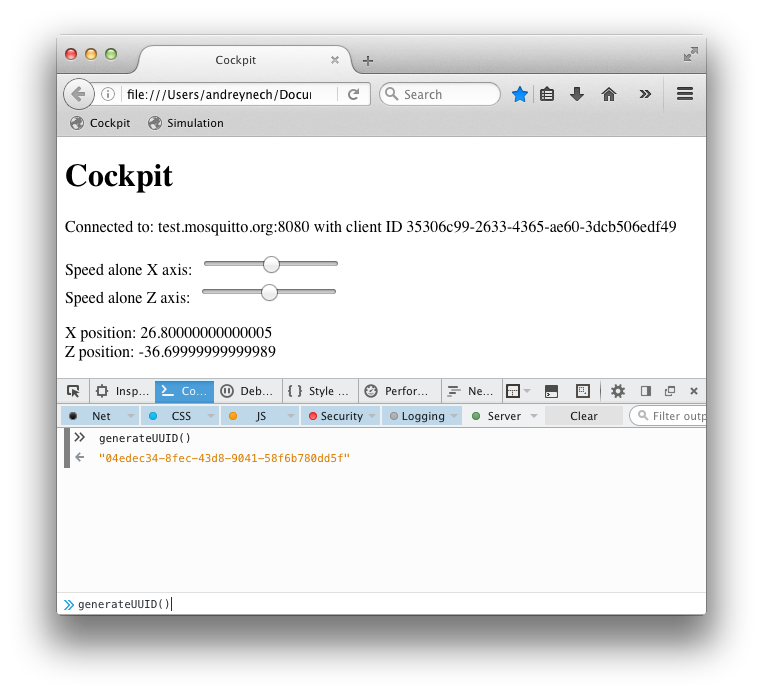 Cockpit
file:///Users/andreynech/Docur
Search
Cockpit
Simulation
Cockpit
Connected to: test.mosquitto.org:8080 with client ID 35306c99-2633-4365-ae60-3dcb506edf49
Speed alone X axis:
Speed alone Z axis:
X position: 26.80000000000005
Z position: -36.69999999999989
Insp...
Co...
Deb...
{ } Style ...
Perfor...
Ne...
Net
CSS
JS
Security
Logging
Server
Clear
Filter outp
generateUUID()
"04edec34-8fec-43d8-9041-58f6b780dd5f"
generateUUID()